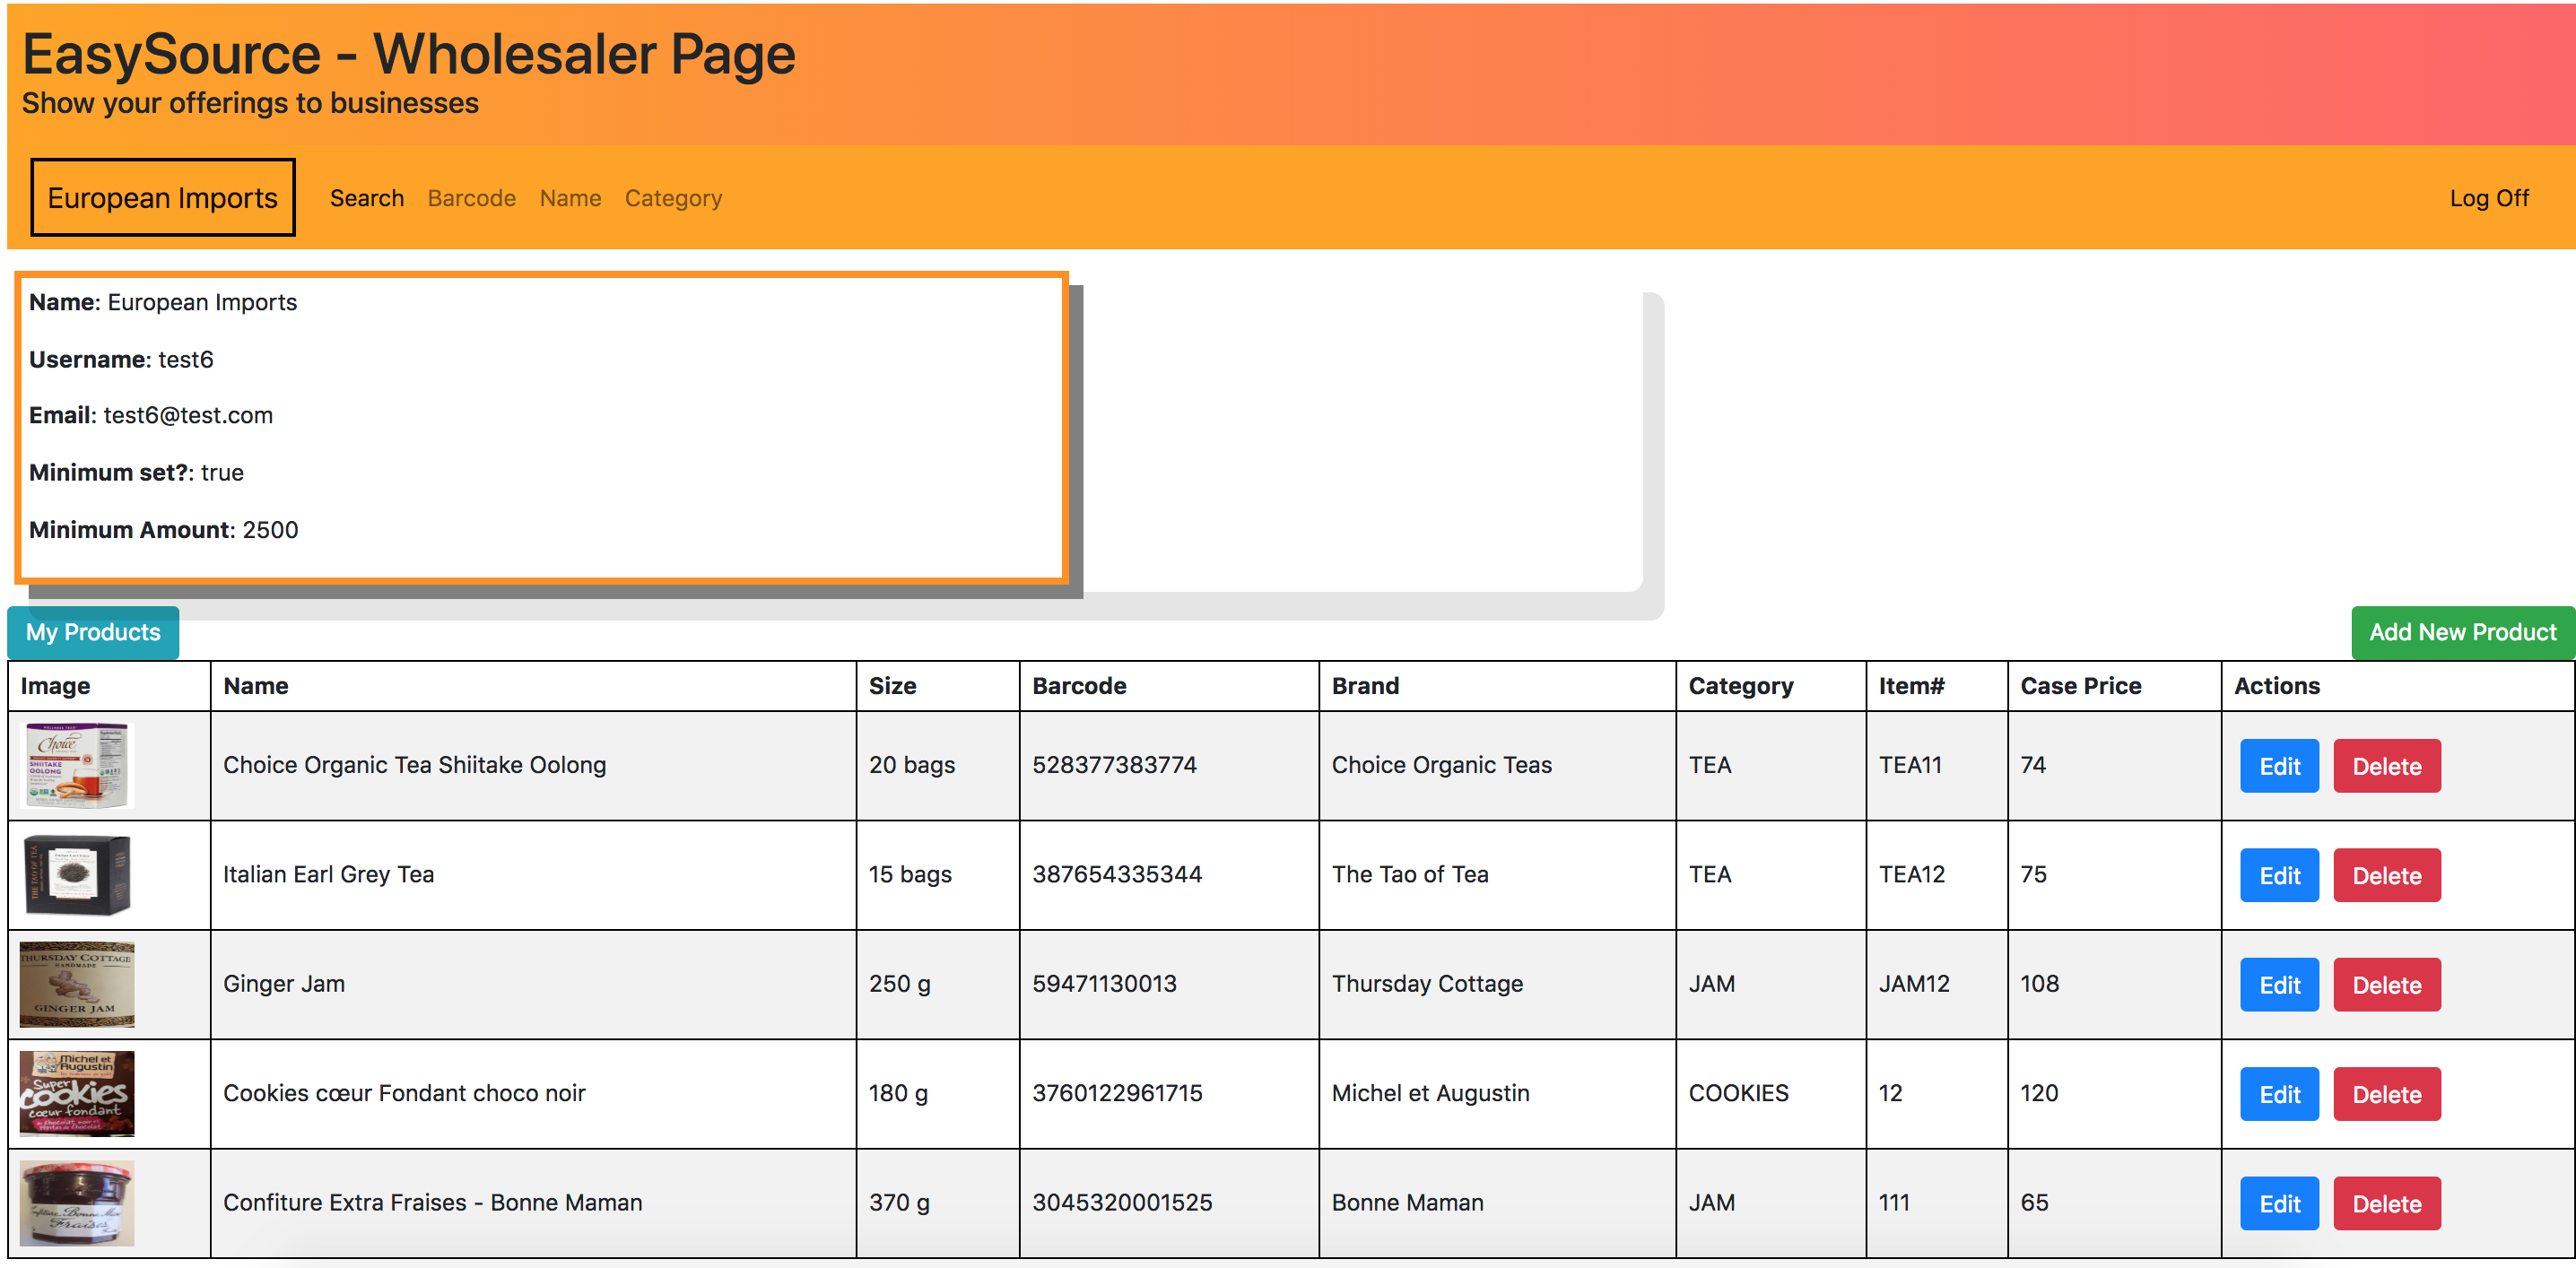 EasySource - Wholesaler Page
Show your offerings to businesses
European Imports Search Barcode Name Category Log Off
Name: European Imports
Username: test6
Email: test6@test.com
Minimum set?: true
Minimum Amount: 2500
My Products Add New Product
Image Name Size Barcode Brand Category Item# Case Price Actions
Choice
SHIITAKE
OOLONG
Choice Organic Tea Shiitake Oolong 20 bags 528377383774 Choice Organic Teas TEA TEA11 74 Edit Delete
THE TAO OF TEA
Italian Earl Grey Tea 15 bags 387654335344 The Tao of Tea TEA TEA12 75 Edit Delete
THURSDAY COTTAGE
HANDMADE
GINGER JAM
Ginger Jam 250 g 59471130013 Thursday Cottage JAM JAM12 108 Edit Delete
Michel et
Augustin
Super
cookies
cœur fondant
Cookies cœur Fondant choco noir 180 g 3760122961715 Michel et Augustin COOKIES 12 120 Edit Delete
Bonne
Fraises
Confiture Extra Fraises - Bonne Maman 370 g 3045320001525 Bonne Maman JAM 111 65 Edit Delete